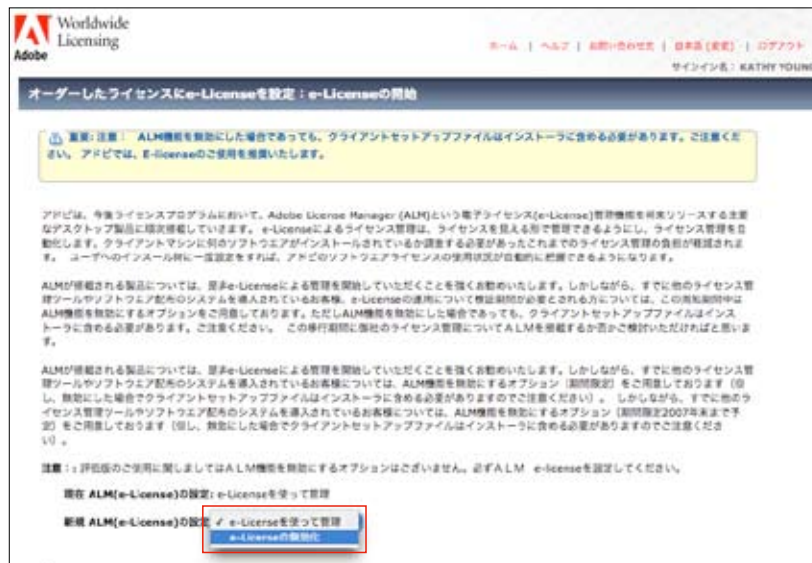 Worldwide
Licensing
Adobe
ホーム | ヘルプ | お問い合わせ先 | 日本語 (変更) | ログアウト
サインイン名: KATHY YOUNG
オーダーしたライセンスにe-Licenseを設定:e-Licenseの開始
重要: 注意: ALM機能を無効にした場合であっても、クライアントセットアップファイルはインストーラに含める必要があります。ご注意くだ
さい。 アドビでは、E-licenseのご使用を推奨いたします。
アドビは、今後ライセンスプログラムにおいて、Adobe License Manager (ALM)という電子ライセンス(e-License)管理機能を将来リリースする主要
なデスクトップ製品に順次搭載していきます。 e-Licenseによるライセンス管理は、ライセンスを見える形で管理できるようにし、ライセンス管理を自
動化します。クライアントマシンに何のソフトウエアがインストールされているか調査する必要があったこれまでのライセンス管理の負担が軽減されま
す。 ユーザへのインストール時に一度設定をすれば、アドビのソフトウエアライセンスの使用状況が自動的に把握できるようになります。
ALMが搭載される製品については、是非e-Licenseによる管理を開始していただくことを強くお勧めいたします。しかしながら、すでに他のライセンス管
理ツールやソフトウエア配布のシステムを導入されているお客様、e-Licenseの運用について検証期間が必要とされる方については、この周知期間中は
ALM機能を無効にするオプションをご用意しております。ただしALM機能を無効にした場合であっても、クライアントセットアップファイルはインス
トーラに含める必要があります。ご注意ください。 この移行期間に御社のライセンス管理についてALMを搭載するか否かご検討いただければと思いま
す。
ALMが搭載される製品については、是非e-Licenseによる管理を開始していただくことを強くお勧めいたします。しかしながら、すでに他のライセンス管
理ツールやソフトウエア配布のシステムを導入されているお客様については、ALM機能を無効にするオプション（期間限定）をご用意しております（但
し、無効にした場合でクライアントセットアップファイルはインストーラに含める必要がありますのでご注意ください）。 しかしながら、すでに他のラ
イセンス管理ツールやソフトウエア配布のシステムを導入されているお客様については、ALM機能を無効にするオプション（期間限定2007年末まで予
定）をご用意しております（但し、無効にした場合でクライアントセットアップファイルはインストーラに含める必要がありますのでご注意くださ
い）。
注意:: 評価版のご使用に関しましてはALM機能を無効にするオプションはございません。必ずALM e-licenseを設定してください。
現在 ALM(e-License)の設定: e-Licenseを使って管理
新規 ALM(e-License)の設定 ✓ e-Licenseを使って管理
e-Licenseの無効化